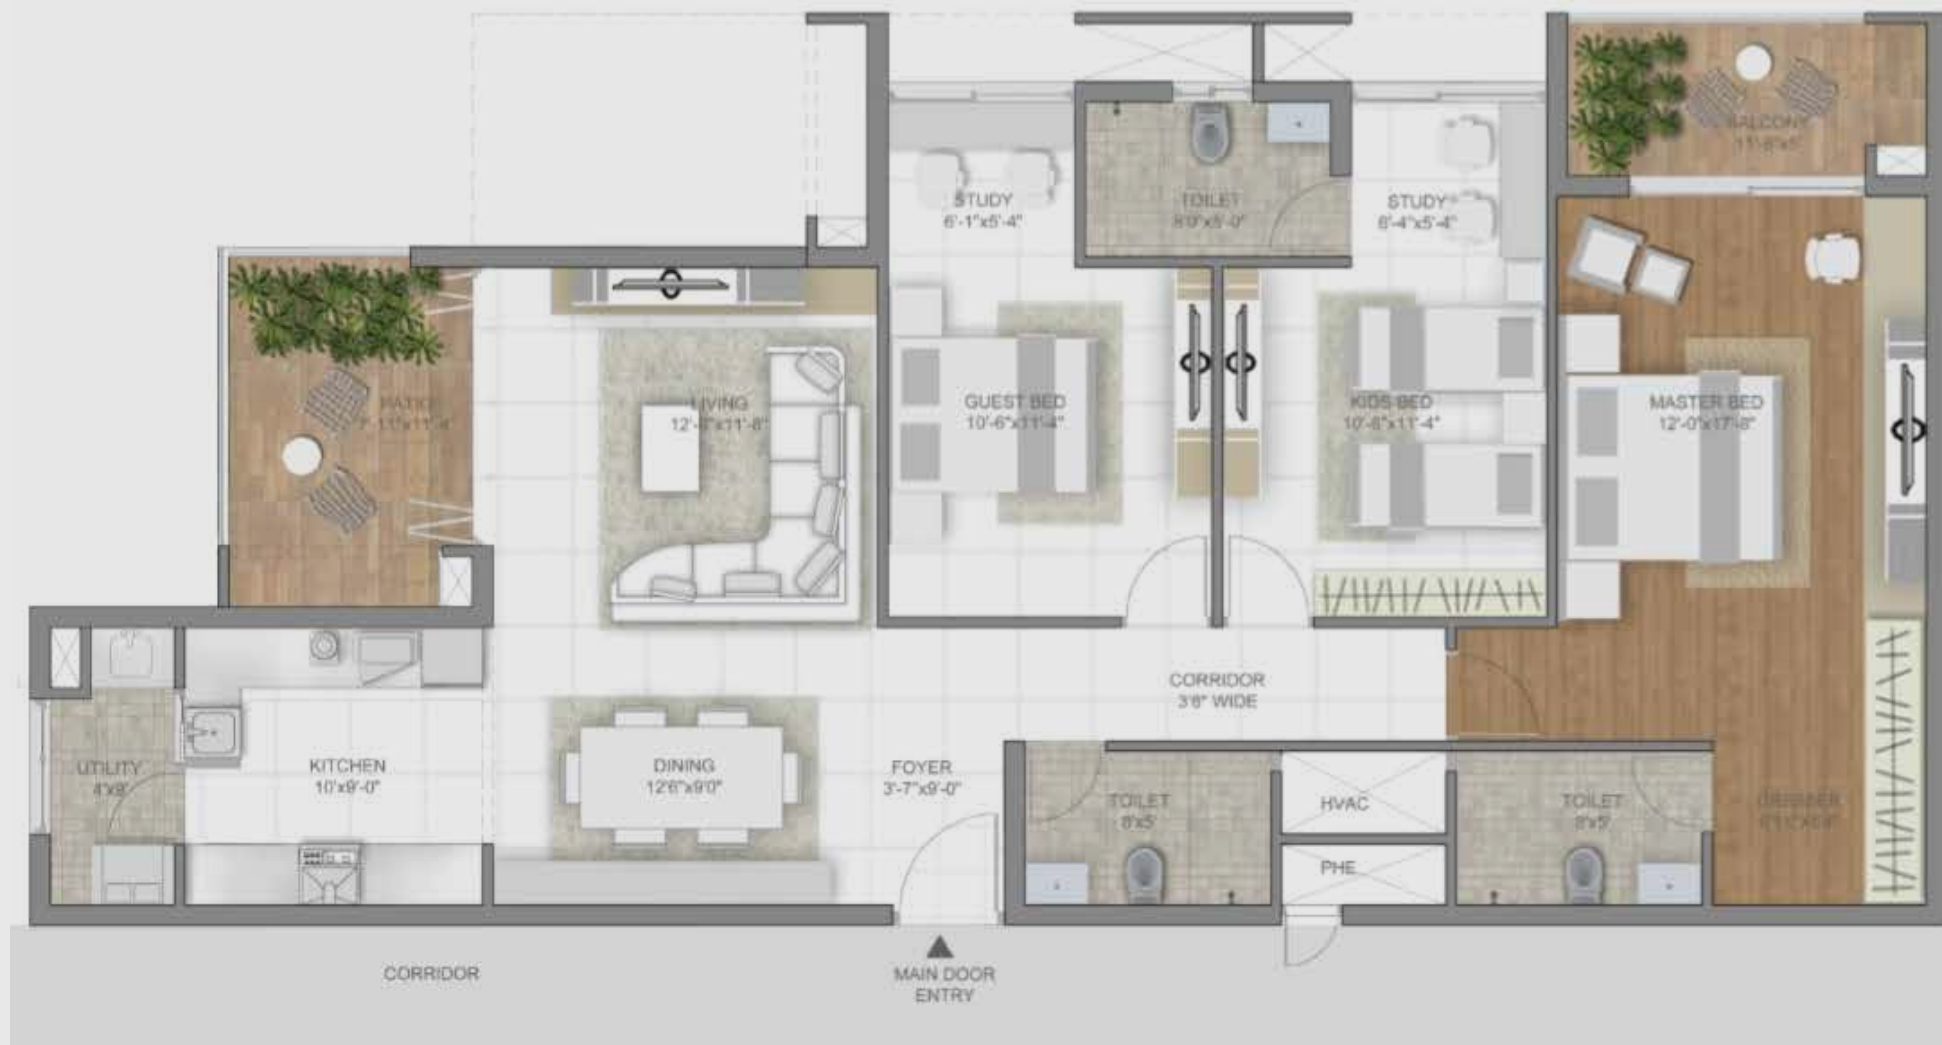 BALCONY
STUDY
6'-1"x5'-4"
TOILET
8'0"x5'-0"
STUDY
6'-4"x5'-4"
PATIO
LIVING
GUEST BED
10'-6"x11'-4"
KIDS BED
10'-6"x11'-4"
MASTER BED
12'-0"x17'-8"
CORRIDOR
3'6" WIDE
UTILITY
KITCHEN
10'x9'-0"
DINING
12'6"x9'0"
FOYER
3'-7"x9'-0"
TOILET
8'x5'
HVAC
PHE
TOILET
8'x5'
DRESSER
CORRIDOR
MAIN DOOR
ENTRY